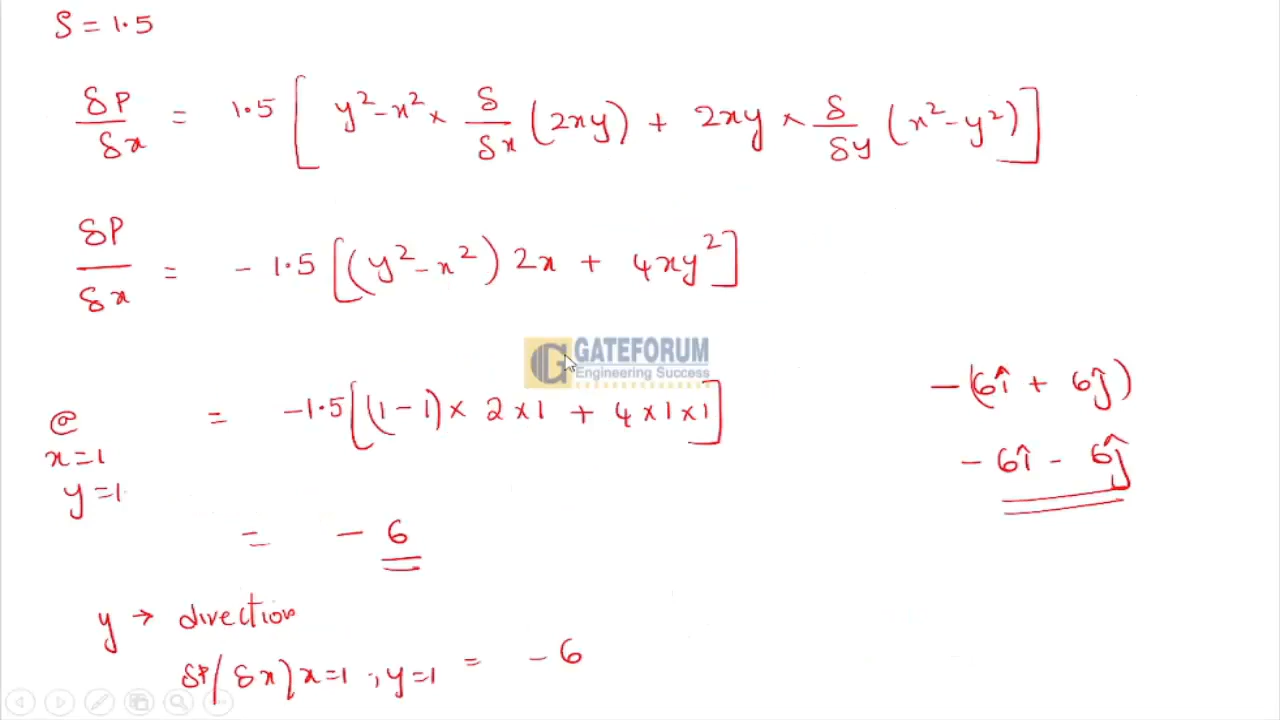 S = 1.5
δP/δx = 1.5 [ y² - x² × δ/δx (2xy) + 2xy × δ/δy (x² - y²) ]
δP/δx = - 1.5 [ (y² - x²) 2x + 4xy² ]
GATEFORUM
Engineering Success
@ x=1 y=1 = -1.5 [ (1-1) × 2×1 + 4×1×1 ]
= - 6
-(6î + 6ĵ)
- 6î - 6ĵ
y → direction
δP/δx) x=1, y=1 = - 6